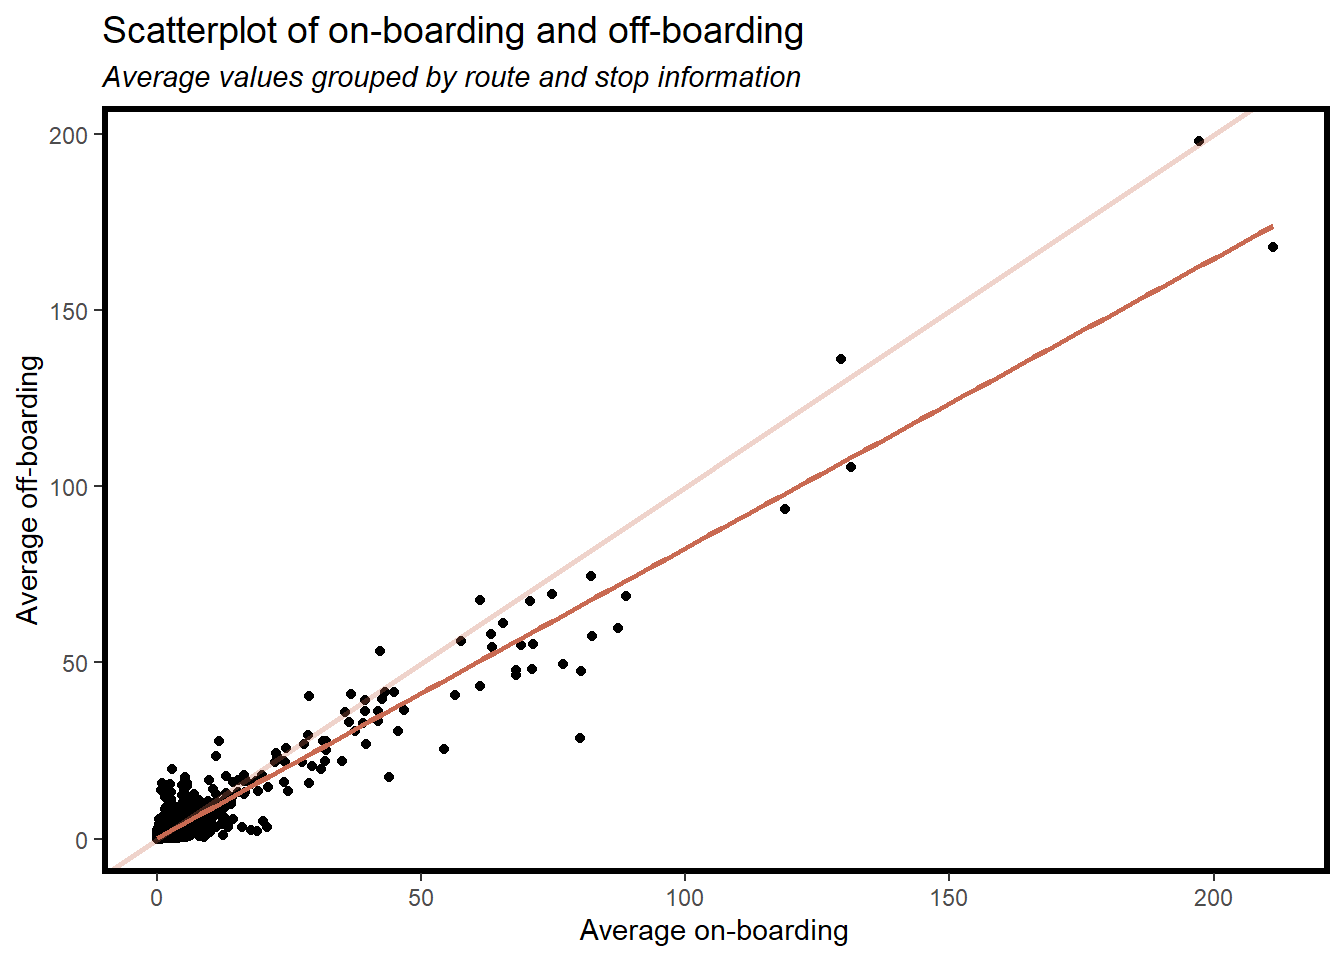 Scatterplot of on-boarding and off-boarding
Average values grouped by route and stop information
200
150
100
50
0
Average off-boarding
0 50 100 150 200
Average on-boarding